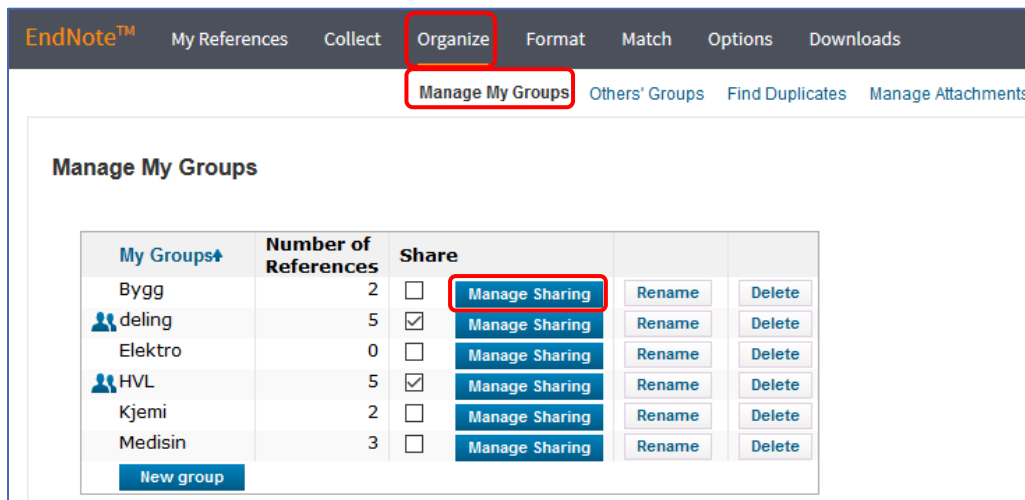 EndNote™ My References Collect Organize Format Match Options Downloads
Manage My Groups Others' Groups Find Duplicates Manage Attachments
Manage My Groups
My Groups Number of References Share
Bygg 2 Manage Sharing Rename Delete
deling 5 Manage Sharing Rename Delete
Elektro 0 Manage Sharing Rename Delete
HVL 5 Manage Sharing Rename Delete
Kjemi 2 Manage Sharing Rename Delete
Medisin 3 Manage Sharing Rename Delete
New group